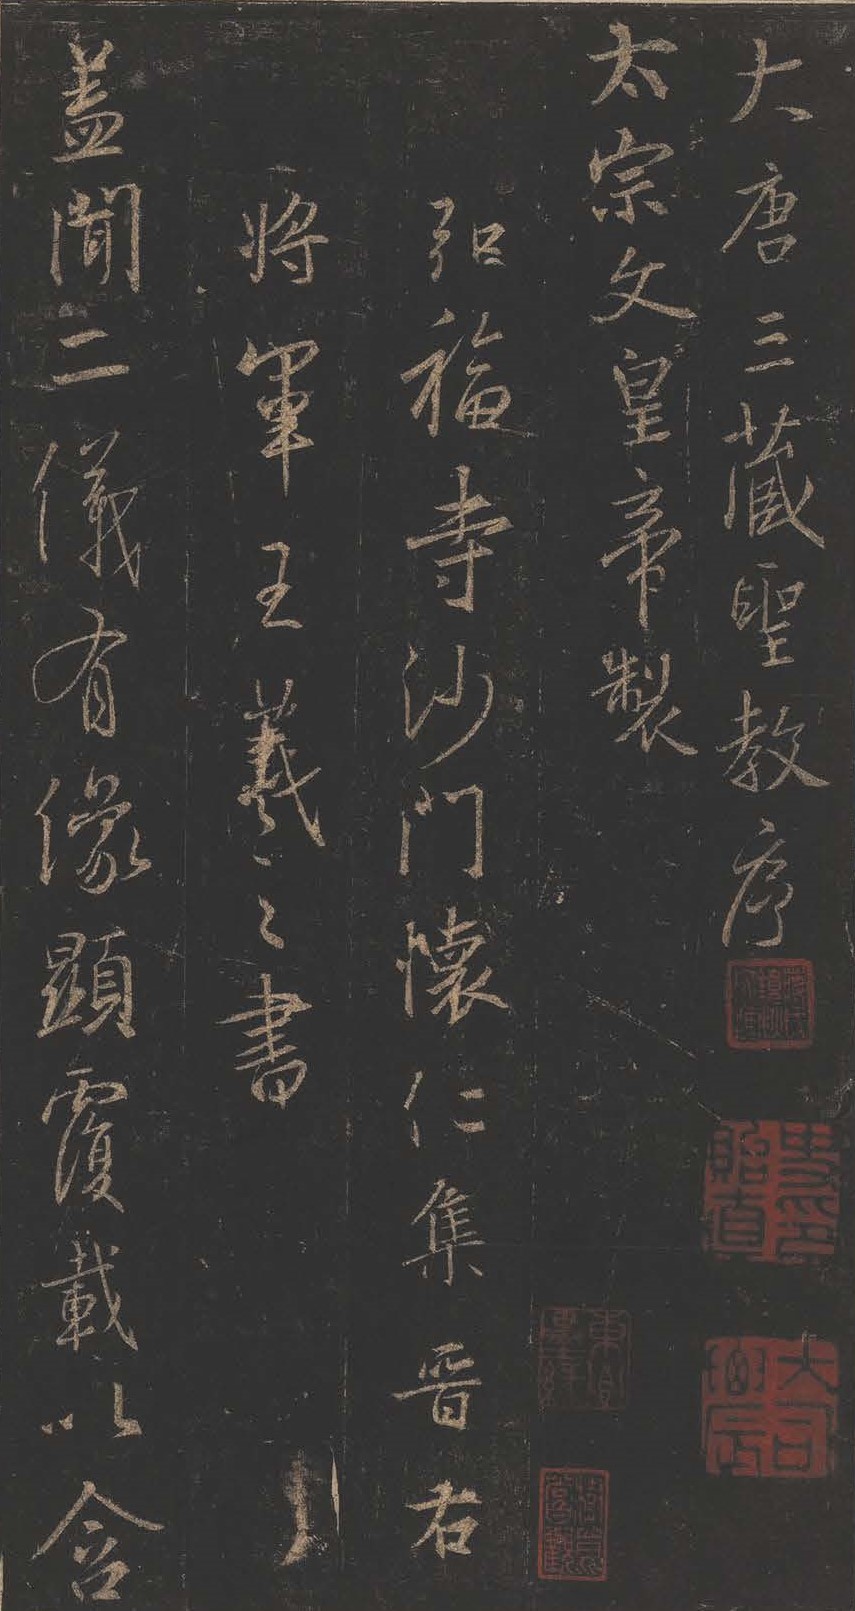 大唐三藏聖教序
太宗文皇帝製
弘福寺沙門懷仁集晉右
將軍王羲之書
蓋聞二儀有像顯覆載以含